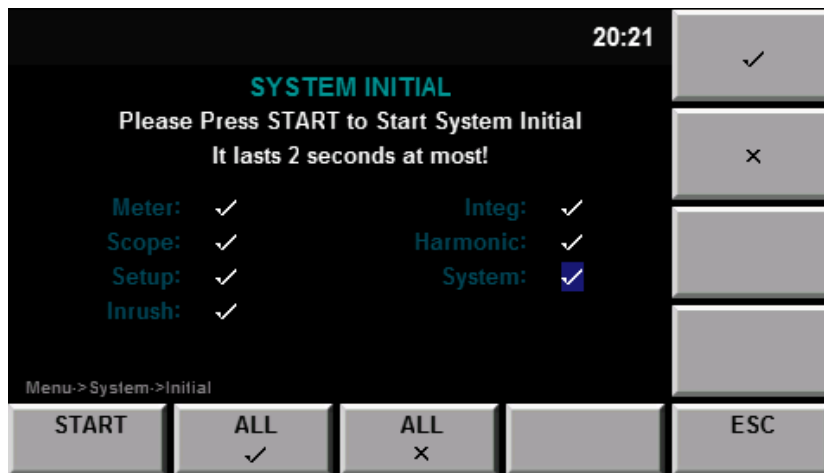 20:21
✓
SYSTEM INITIAL
Please Press START to Start System Initial
It lasts 2 seconds at most!
×
Meter: ✓ Integ: ✓
Scope: ✓ Harmonic: ✓
Setup: ✓ System: ✓
Inrush: ✓
Menu->System->Initial
START
ALL ✓
ALL ×
ESC